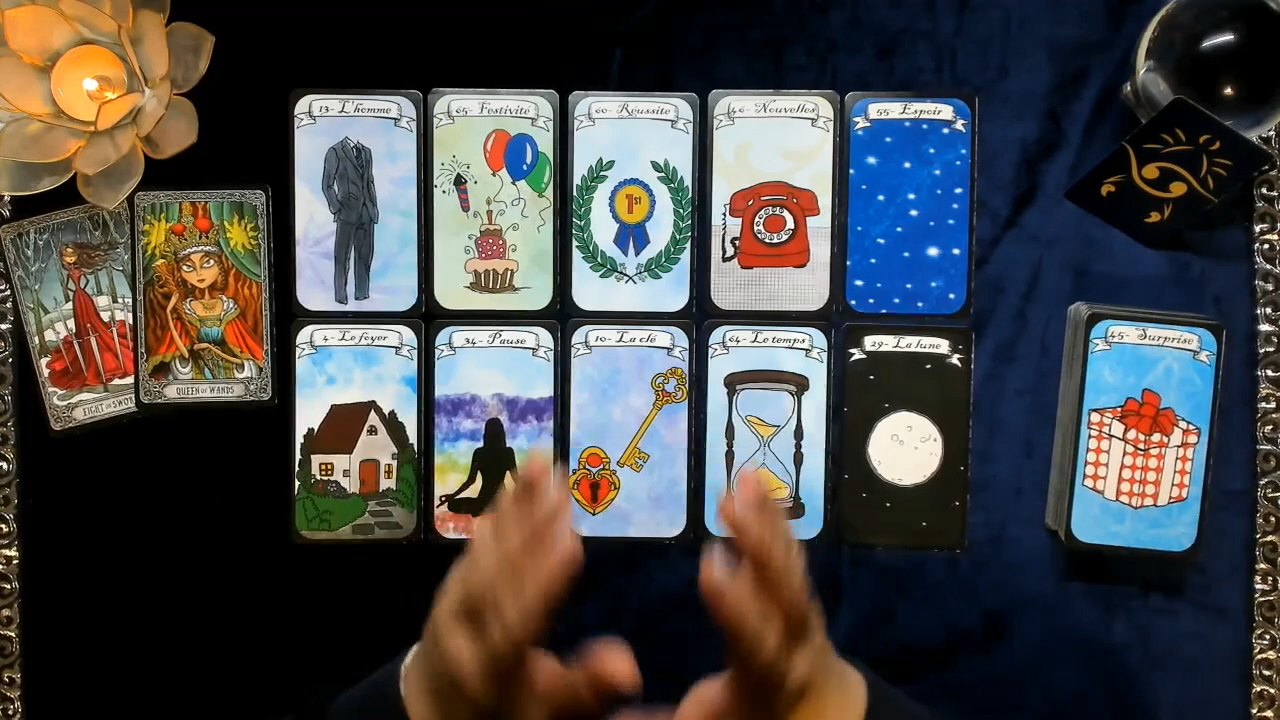 13- L'homme
65- Festivité
60- Réussite
46- Nouvelles
55- Espoir
EIGHT OF SWOR
QUEEN OF WANDS
1st
4- Le foyer
34- Pause
10- La clé
64- Le temps
29- La lune
45- Surprise